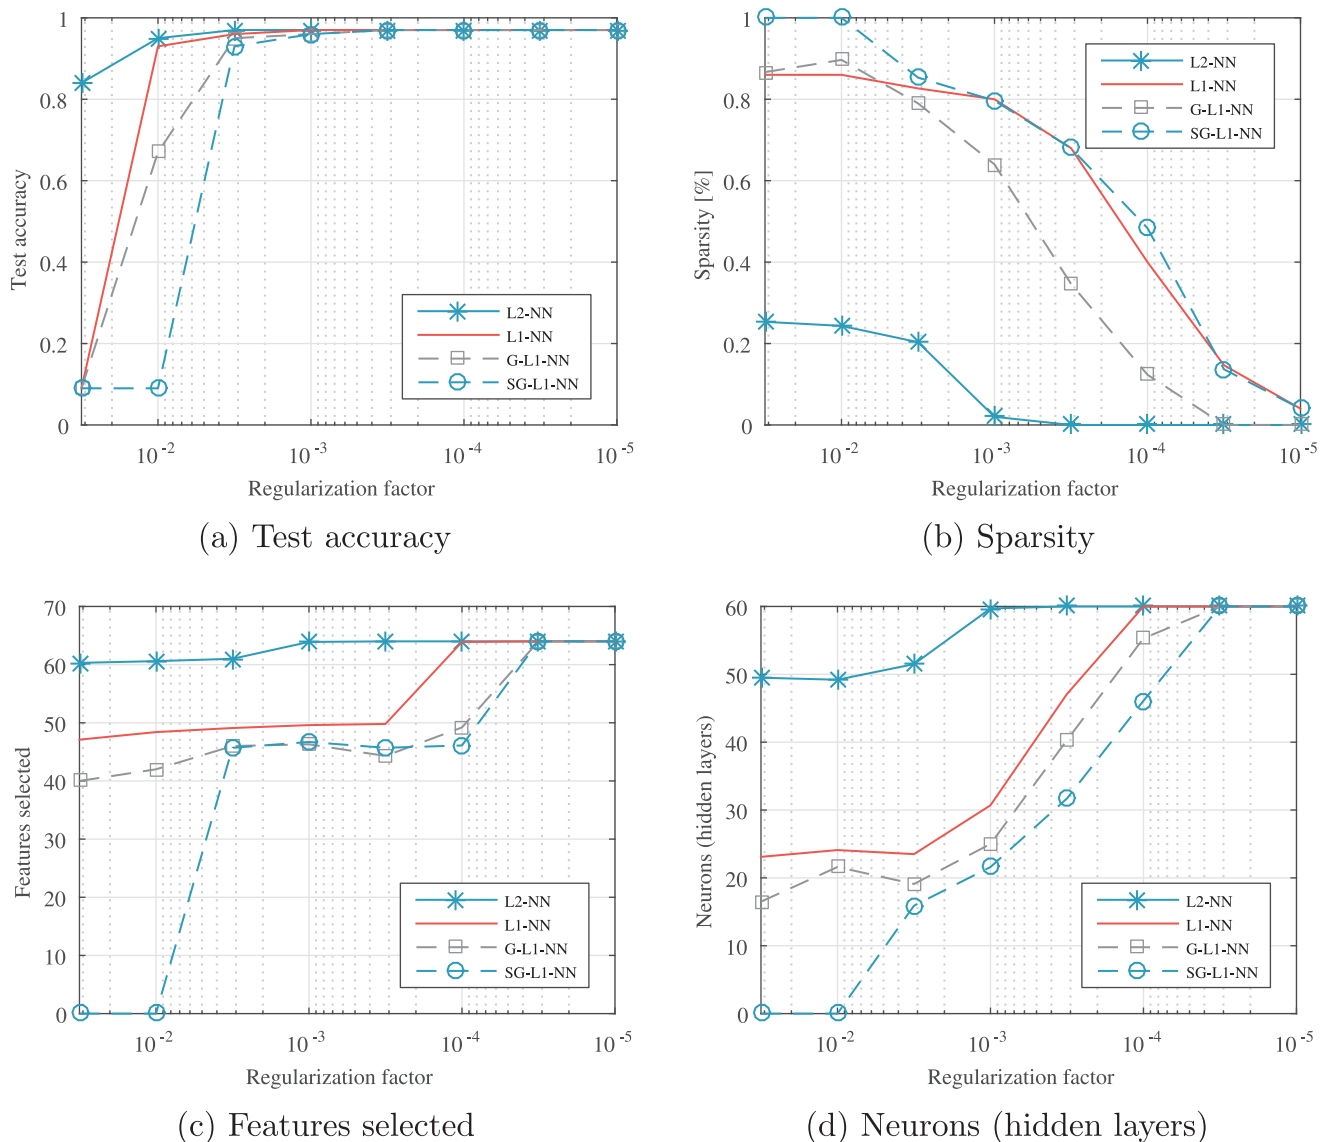 1
0.8
0.6
0.4
0.2
0
Test accuracy
L2-NN
L1-NN
G-L1-NN
SG-L1-NN
10-2 10-3 10-4 10-5
Regularization factor
(a) Test accuracy
1
0.8
0.6
0.4
0.2
0
Sparsity [%]
L2-NN
L1-NN
G-L1-NN
SG-L1-NN
10-2 10-3 10-4 10-5
Regularization factor
(b) Sparsity
70
60
50
40
30
20
10
0
Features selected
L2-NN
L1-NN
G-L1-NN
SG-L1-NN
10-2 10-3 10-4 10-5
Regularization factor
(c) Features selected
60
50
40
30
20
10
0
Neurons (hidden layers)
L2-NN
L1-NN
G-L1-NN
SG-L1-NN
10-2 10-3 10-4 10-5
Regularization factor
(d) Neurons (hidden layers)